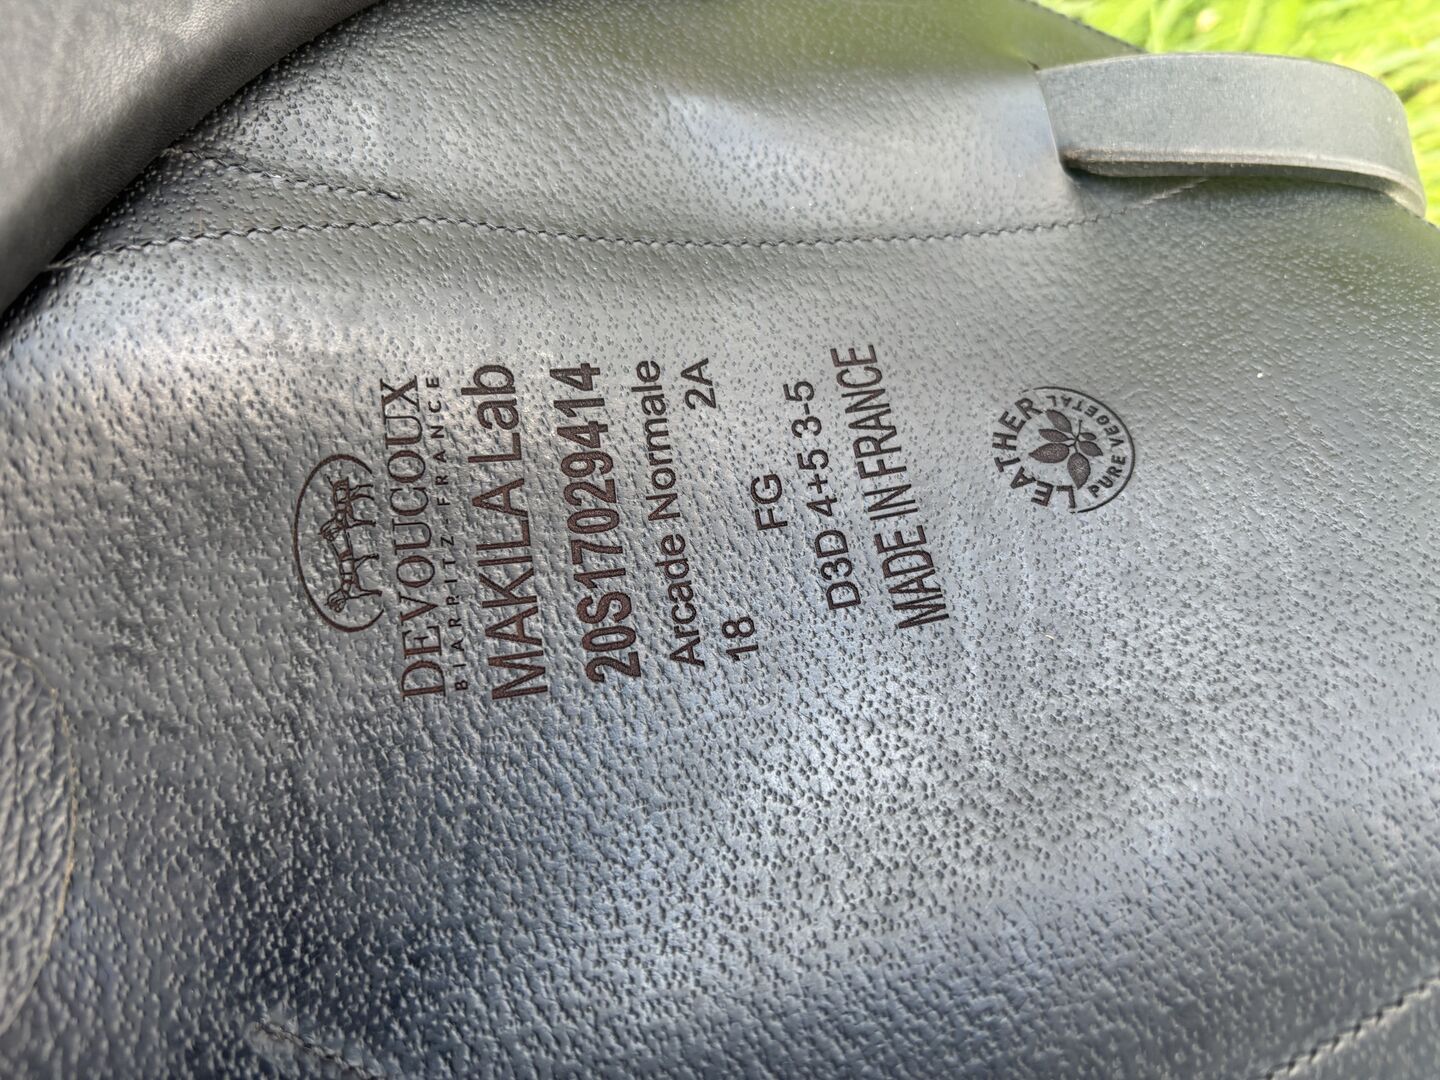 DEVOUCOUX
BIARRITZ-FRANCE
MAKILA Lab
20S17029414
Arcade Normale
18 2A
FG
D3D 4+5 3-5
MADE IN FRANCE
LEATHER
PURE VEGETAL